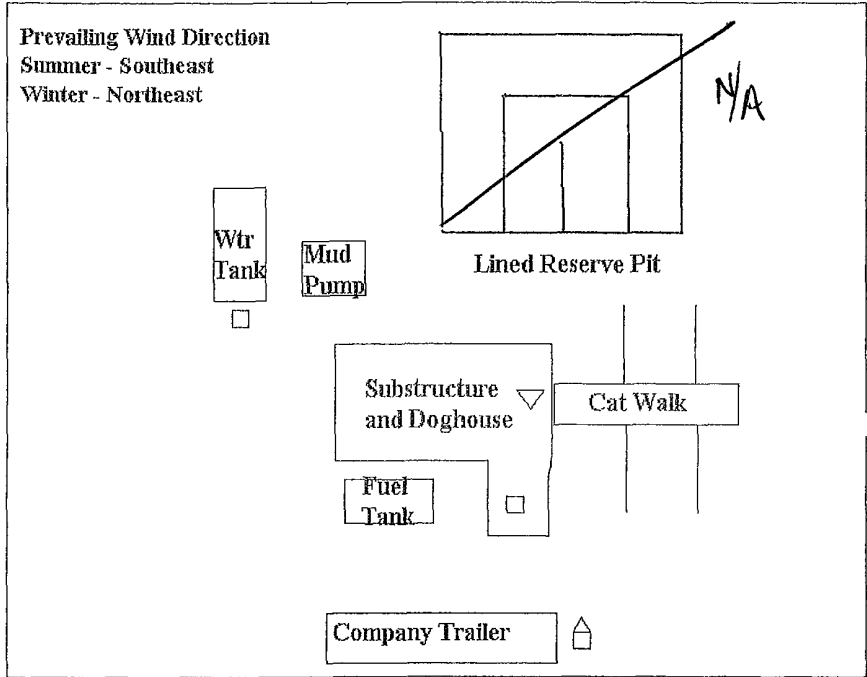 Prevailing Wind Direction
Summer - Southeast
Winter - Northeast
N/A
Wtr
Tank
Mud
Pump
Lined Reserve Pit
Substructure
and Doghouse
Cat Walk
Fuel
Tank
Company Trailer